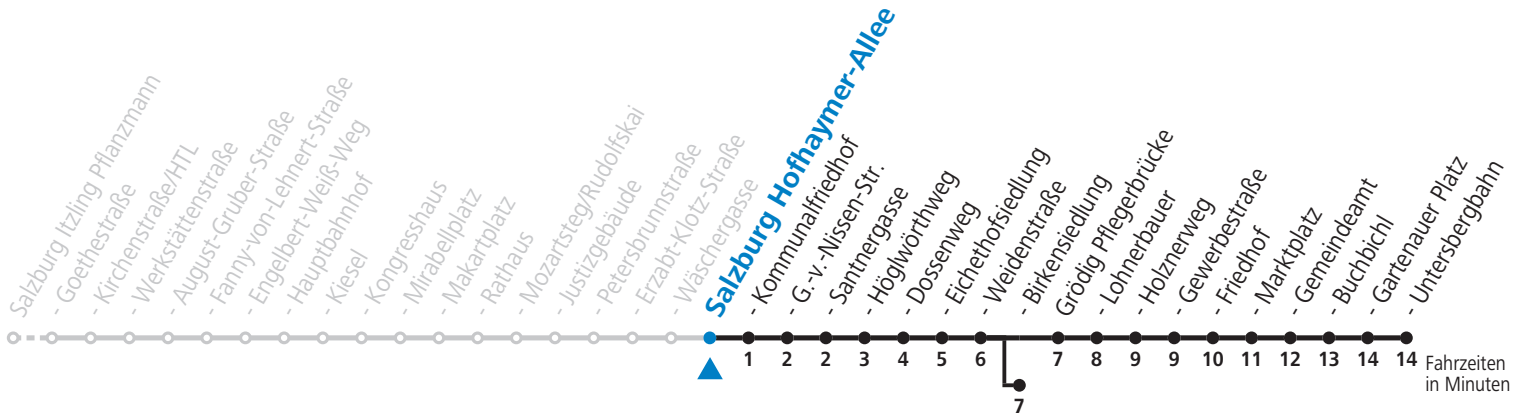 Salzburg Itzling Pflanzmann
- Goethestraße
- Kirchenstraße/HTL
- Werkstättenstraße
- August-Gruber-Straße
- Fanny-von-Lehnert-Straße
- Engelbert-Weiß-Weg
- Hauptbahnhof
- Kiesel
- Kongresshaus
- Mirabellplatz
- Makartplatz
- Rathaus
- Mozartsteg/Rudolfskai
- Justizgebäude
- Petersbrunnstraße
- Erzabt-Klotz-Straße
- Wäschergasse
Salzburg Hofhaymer-Allee
- Kommunalfriedhof
- G.-v.-Nissen-Str.
- Santnergasse
- Höglwörthweg
- Dossenweg
- Eichethofsiedlung
- Weidenstraße
- Birkensiedlung
Grödig Pflegerbrücke
- Lohnerbauer
- Holznerweg
- Gewerbestraße
- Friedhof
- Marktplatz
- Gemeindeamt
- Buchbichl
- Gartenauer Platz
- Untersbergbahn
1 2 2 3 4 5 6 7 8 9 9 10 11 12 13 14 14
Fahrzeiten
in Minuten
7